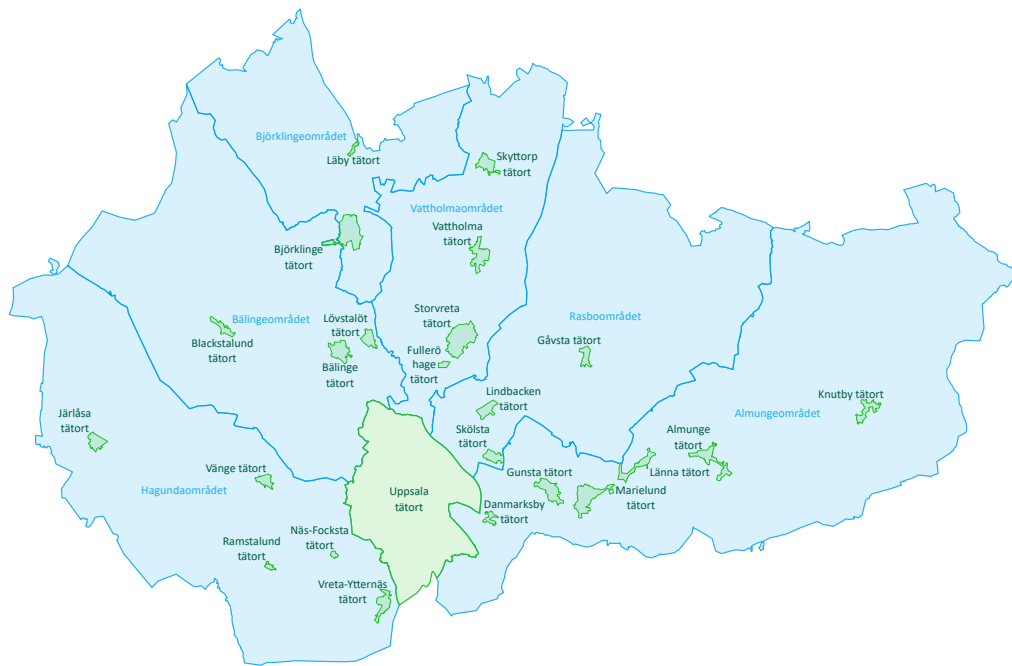 Björklingeområdet
Läby tätort
Skyttorp
tätort
Vattholmaområdet
Vattholma
tätort
Björklinge
tätort
Bälingeområdet
Lövstalöt
tätort
Storvreta
tätort
Rasboområdet
Blackstalund
tätort
Bälinge
tätort
Fullerö
hage
tätort
Gåvsta tätort
Lindbacken
tätort
Knutby tätort
Almungeområdet
Järlåsa
tätort
Skölsta
tätort
Almunge
tätort
Vänge tätort
Hagundaområdet
Gunsta tätort
Länna tätort
Uppsala
tätort
Marielund
tätort
Danmarksby
tätort
Näs-Focksta
tätort
Ramstalund
tätort
Vreta-Ytternäs
tätort